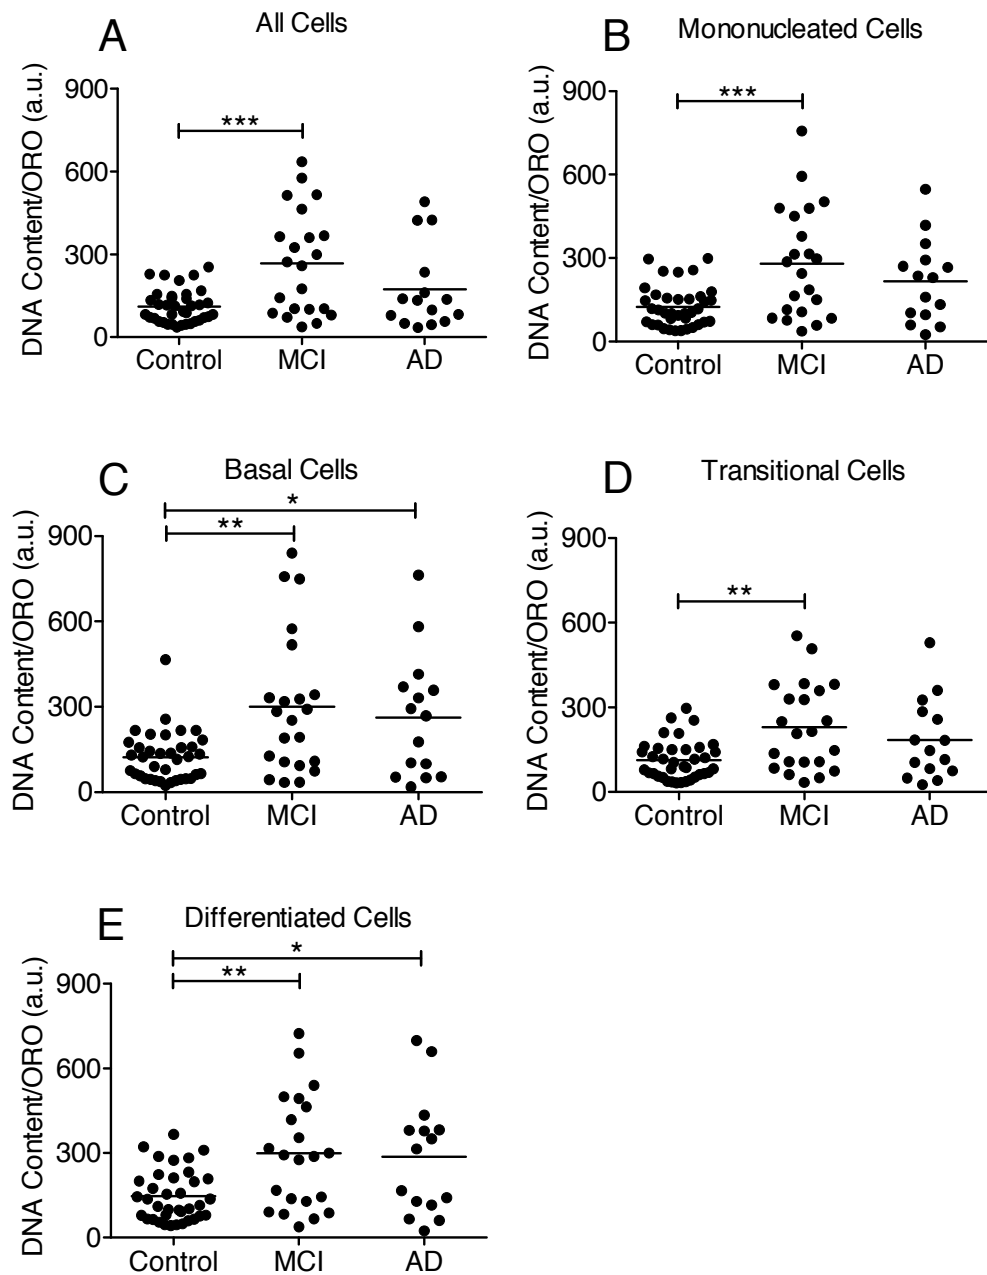 A
All Cells
DNA Content/ORO (a.u.)
900
600
300
0
***
Control
MCI
AD
B
Mononucleated Cells
DNA Content/ORO (a.u.)
900
600
300
0
***
Control
MCI
AD
C
Basal Cells
DNA Content/ORO (a.u.)
900
600
300
0
*
**
Control
MCI
AD
D
Transitional Cells
DNA Content/ORO (a.u.)
900
600
300
0
**
Control
MCI
AD
E
Differentiated Cells
DNA Content/ORO (a.u.)
900
600
300
0
*
**
Control
MCI
AD